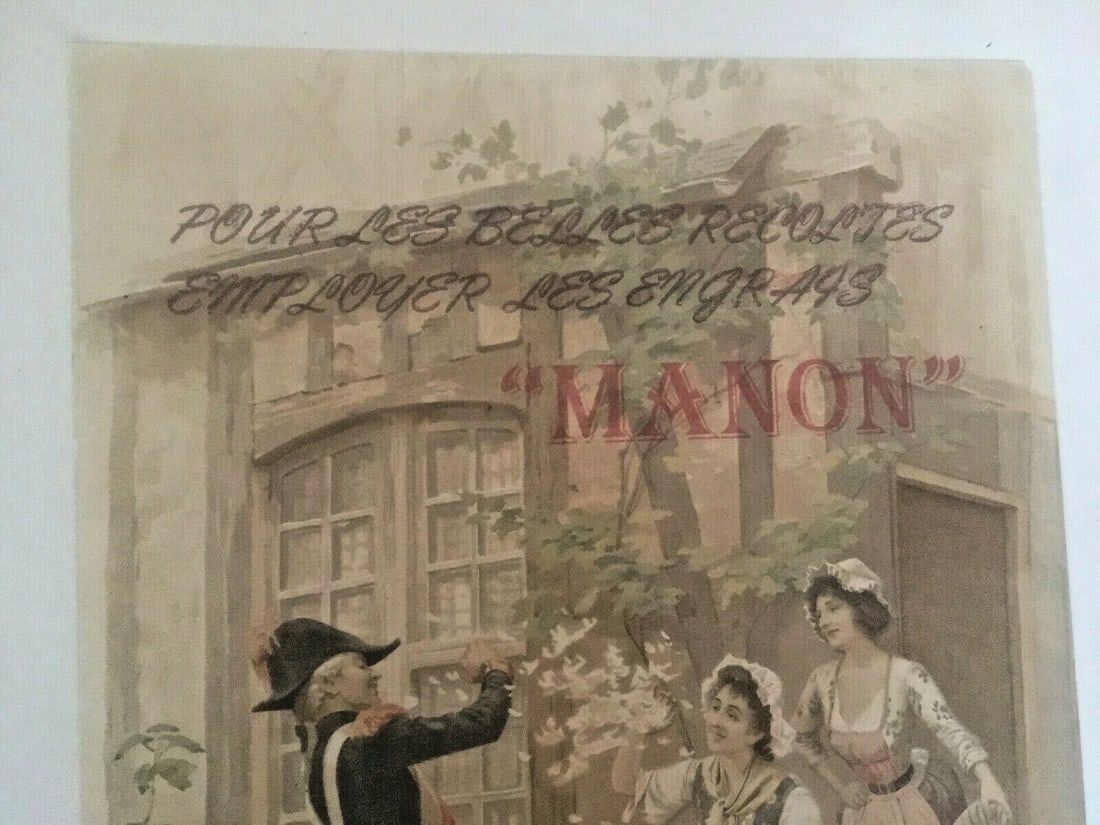 POUR LES BELLES RECOLTES
EMPLOYER LES ENGRAIS
“MANON”